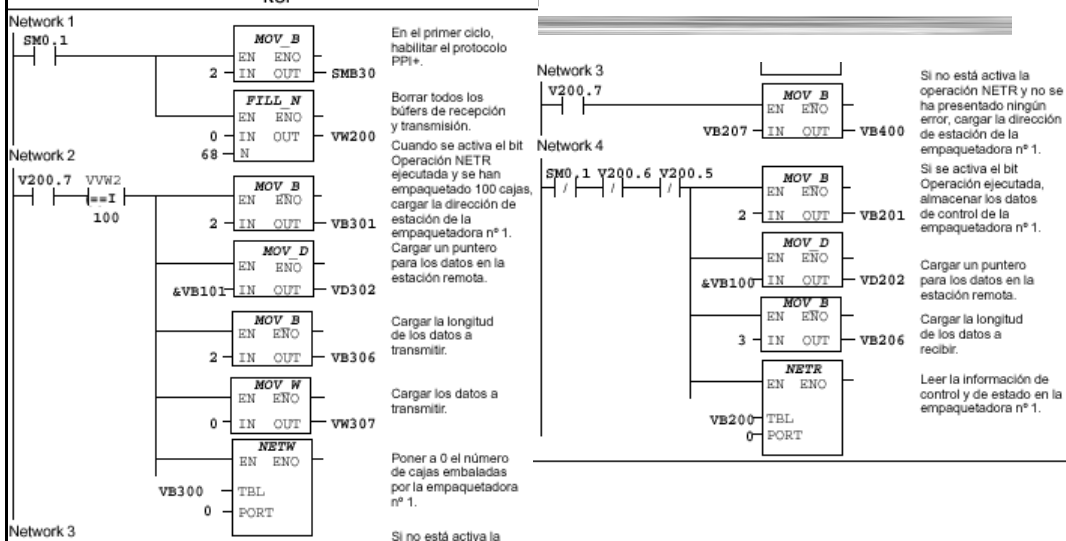 Network 1
SM0.1
MOV_B
EN ENO
2 IN OUT SMB30
En el primer ciclo,
habilitar el protocolo
PPI+.
FILL_N
EN ENO
0 IN OUT VW200
68 N
Borrar todos los
búfers de recepción
y transmisión.
Network 2
V200.7 VVW2
==I
100
MOV B
EN ENO
2 IN OUT VB301
Cuando se activa el bit
Operación NETR
ejecutada y se han
empaquetado 100 cajas,
cargar la dirección de
estación de la
empaquetadora nº 1.
MOV_D
EN ENO
&VB101 IN OUT VD302
Cargar un puntero
para los datos en la
estación remota.
MOV B
EN ENO
2 IN OUT VB306
Cargar la longitud
de los datos a
transmitir.
MOV W
EN ENO
0 IN OUT VW307
Cargar los datos a
transmitir.
NETW
EN ENO
VB300 TBL
0 PORT
Poner a 0 el número
de cajas embaladas
por la empaquetadora
nº 1.
Network 3
Si no está activa la
Network 3
V200.7
MOV B
EN ENO
VB207 IN OUT VB400
Si no está activa la
operación NETR y no se
ha presentado ningún
error, cargar la dirección
de estación de la
empaquetadora nº 1.
Network 4
SM0.1 V200.6 V200.5
/ / /
MOV B
EN ENO
2 IN OUT VB201
Si se activa el bit
Operación ejecutada,
almacenar los datos
de control de la
empaquetadora nº 1.
MOV_D
EN ENO
&VB100 IN OUT VD202
Cargar un puntero
para los datos en la
estación remota.
MOV B
EN ENO
3 IN OUT VB206
Cargar la longitud
de los datos a
recibir.
NETR
EN ENO
VB200 TBL
0 PORT
Leer la información de
control y de estado en la
empaquetadora nº 1.